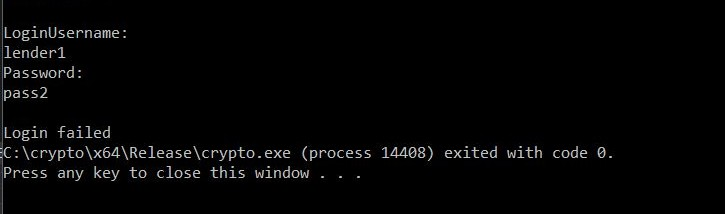 LoginUsername:
lender1
Password:
pass2
Login failed
C:\crypto\x64\Release\crypto.exe (process 14408) exited with code 0.
Press any key to close this window . . .